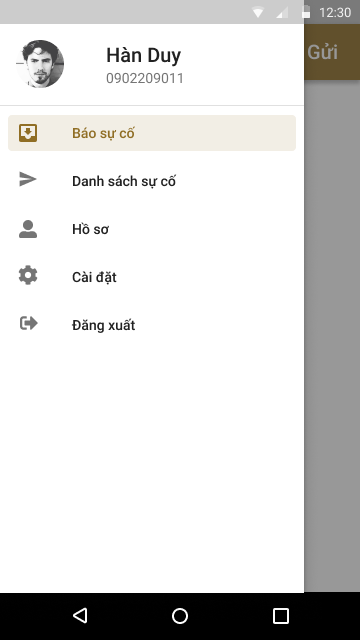 12:30
Gửi
Hàn Duy
0902209011
Báo sự cố
Danh sách sự cố
Hồ sơ
Cài đặt
Đăng xuất